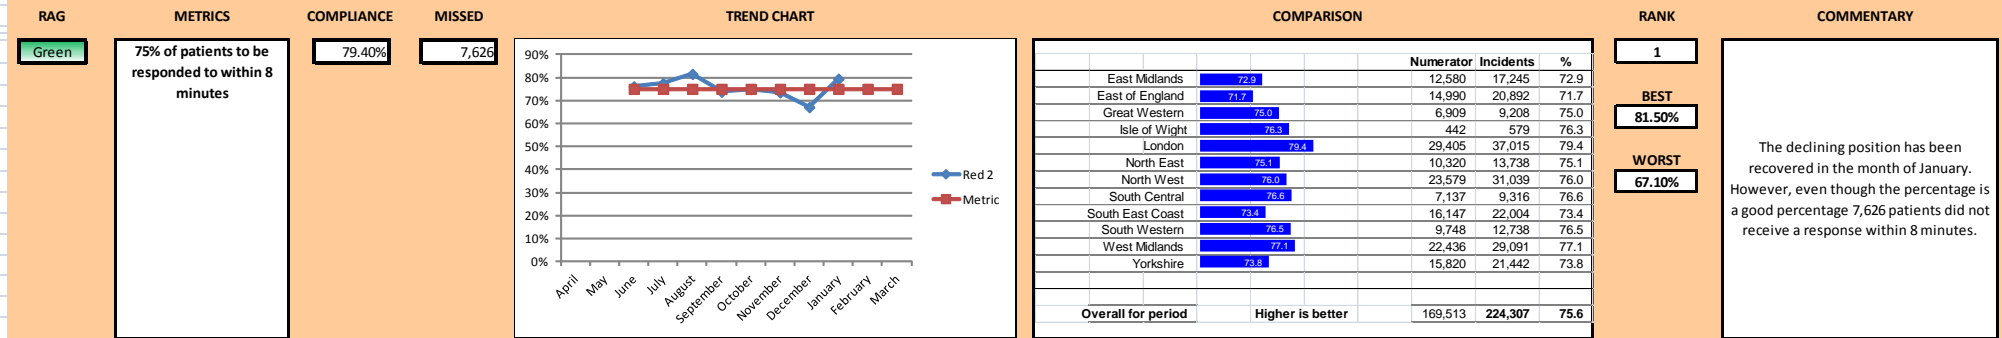 RAG METRICS COMPLIANCE MISSED TREND CHART COMPARISON RANK COMMENTARY
Green
75% of patients to be
responded to within 8
minutes
79.40%
7,626
90%
80%
70%
60%
50%
40%
30%
20%
10%
0%
April May June July August September October November December January February March
Red 2
Metric
Numerator Incidents %
East Midlands 72.9 12,580 17,245 72.9
East of England 71.7 14,990 20,892 71.7
Great Western 75.0 6,909 9,208 75.0
Isle of Wight 76.3 442 579 76.3
London 79.4 29,405 37,015 79.4
North East 75.1 10,320 13,738 75.1
North West 76.0 23,579 31,039 76.0
South Central 76.6 7,137 9,316 76.6
South East Coast 73.4 16,147 22,004 73.4
South Western 76.5 9,748 12,738 76.5
West Midlands 77.1 22,436 29,091 77.1
Yorkshire 73.8 15,820 21,442 73.8
Overall for period Higher is better 169,513 224,307 75.6
1
BEST
81.50%
WORST
67.10%
The declining position has been
recovered in the month of January.
However, even though the percentage is
a good percentage 7,626 patients did not
receive a response within 8 minutes.